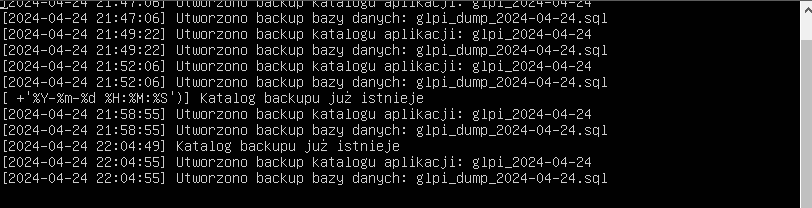 [2024-04-24 21:47:06] Utworzono backup katalogu aplikacji: glpi_2024-04-24
[2024-04-24 21:47:06] Utworzono backup bazy danych: glpi_dump_2024-04-24.sql
[2024-04-24 21:49:22] Utworzono backup katalogu aplikacji: glpi_2024-04-24
[2024-04-24 21:49:22] Utworzono backup bazy danych: glpi_dump_2024-04-24.sql
[2024-04-24 21:52:06] Utworzono backup katalogu aplikacji: glpi_2024-04-24
[2024-04-24 21:52:06] Utworzono backup bazy danych: glpi_dump_2024-04-24.sql
[ +'%Y-%m-%d %H:%M:%S')] Katalog backupu już istnieje
[2024-04-24 21:58:55] Utworzono backup katalogu aplikacji: glpi_2024-04-24
[2024-04-24 21:58:55] Utworzono backup bazy danych: glpi_dump_2024-04-24.sql
[2024-04-24 22:04:49] Katalog backupu już istnieje
[2024-04-24 22:04:55] Utworzono backup katalogu aplikacji: glpi_2024-04-24
[2024-04-24 22:04:55] Utworzono backup bazy danych: glpi_dump_2024-04-24.sql